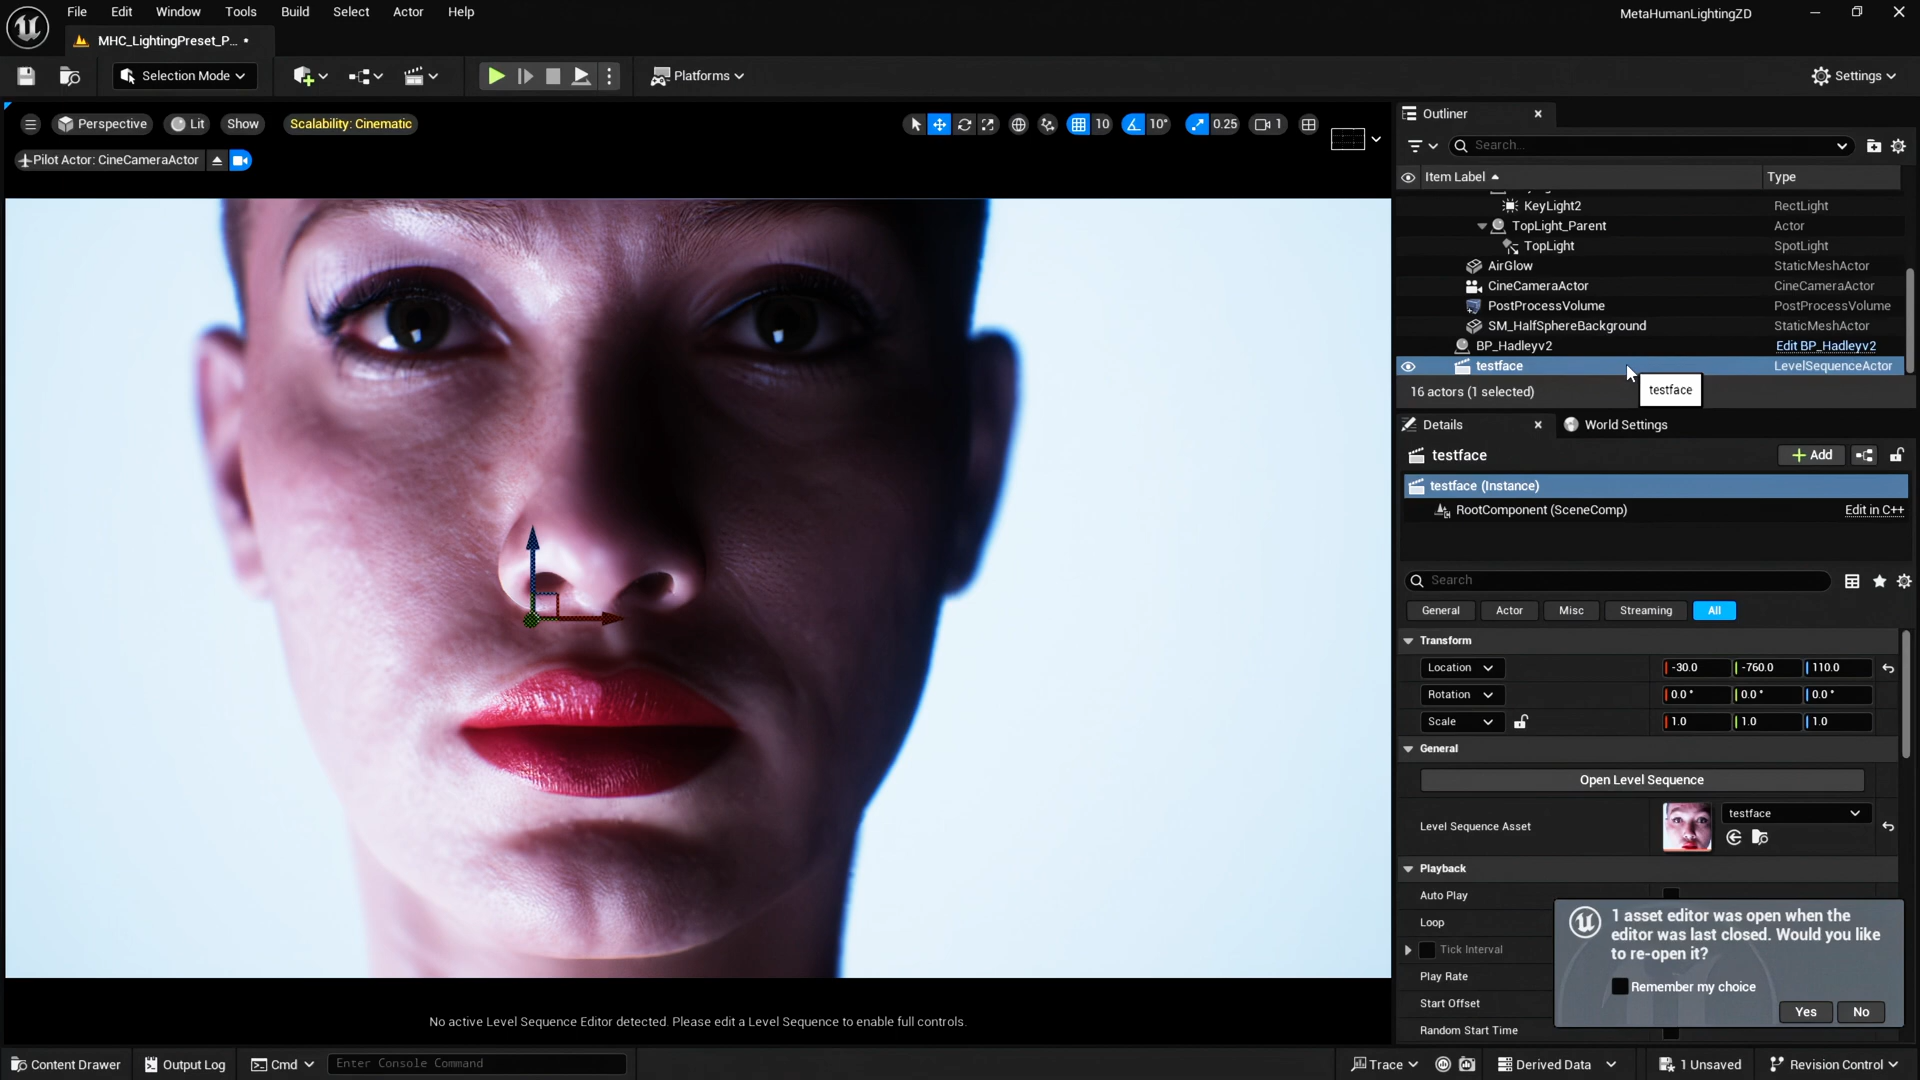 File Edit Window Tools Build Select Actor Help
MetaHumanLightingZD
MHC_LightingPreset_P... •
Selection Mode
Platforms
Settings
Perspective Lit Show Scalability: Cinematic
10 10° 0.25 1
Pilot Actor: CineCameraActor
Outliner
Search...
Item Label Type
KeyLight2 RectLight
TopLight_Parent Actor
TopLight SpotLight
AirGlow StaticMeshActor
CineCameraActor CineCameraActor
PostProcessVolume PostProcessVolume
SM_HalfSphereBackground StaticMeshActor
BP_Hadleyv2 Edit BP_Hadleyv2
testface LevelSequenceActor
16 actors (1 selected)
testface
Details World Settings
testface Add
testface (Instance)
RootComponent (SceneComp) Edit in C++
Search
General Actor Misc Streaming All
Transform
Location -30.0 -760.0 110.0
Rotation 0.0° 0.0° 0.0°
Scale 1.0 1.0 1.0
General
Open Level Sequence
Level Sequence Asset testface
Playback
Auto Play
Loop
Tick Interval
Play Rate
Start Offset
Random Start Time
1 asset editor was open when the
editor was last closed. Would you like
to re-open it?
Remember my choice
Yes No
No active Level Sequence Editor detected. Please edit a Level Sequence to enable full controls.
Content Drawer Output Log Cmd Enter Console Command
Trace Derived Data 1 Unsaved Revision Control